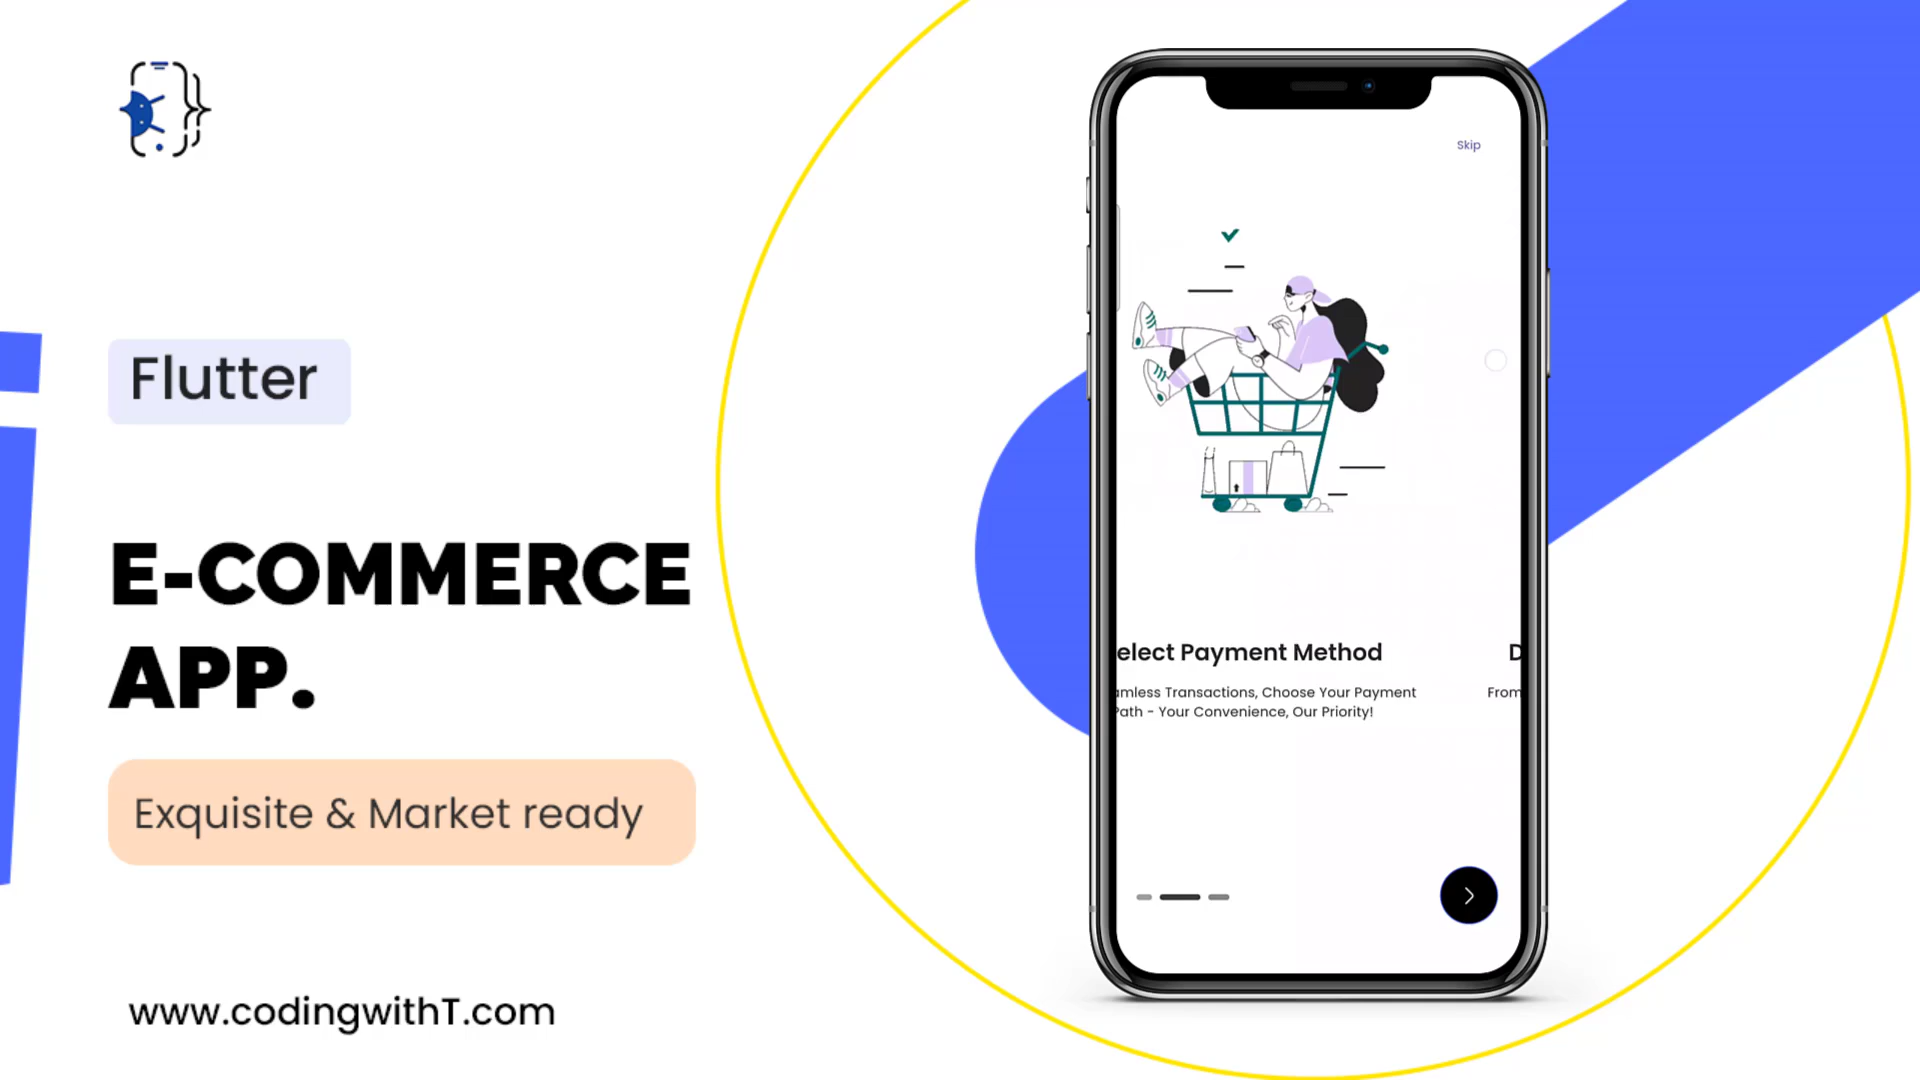 Flutter
E-COMMERCE
APP.
Exquisite & Market ready
www.codingwithT.com
Skip
elect Payment Method
D
amless Transactions, Choose Your Payment
From
Path - Your Convenience, Our Priority!